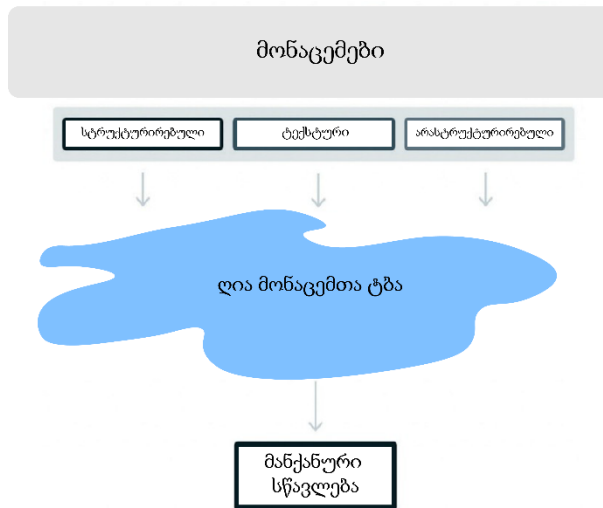 მონაცემები
სტრუქტურირებული
ტექსტური
არასტრუქტურირებული
ღია მონაცემთა ტბა
მანქანური
სწავლება